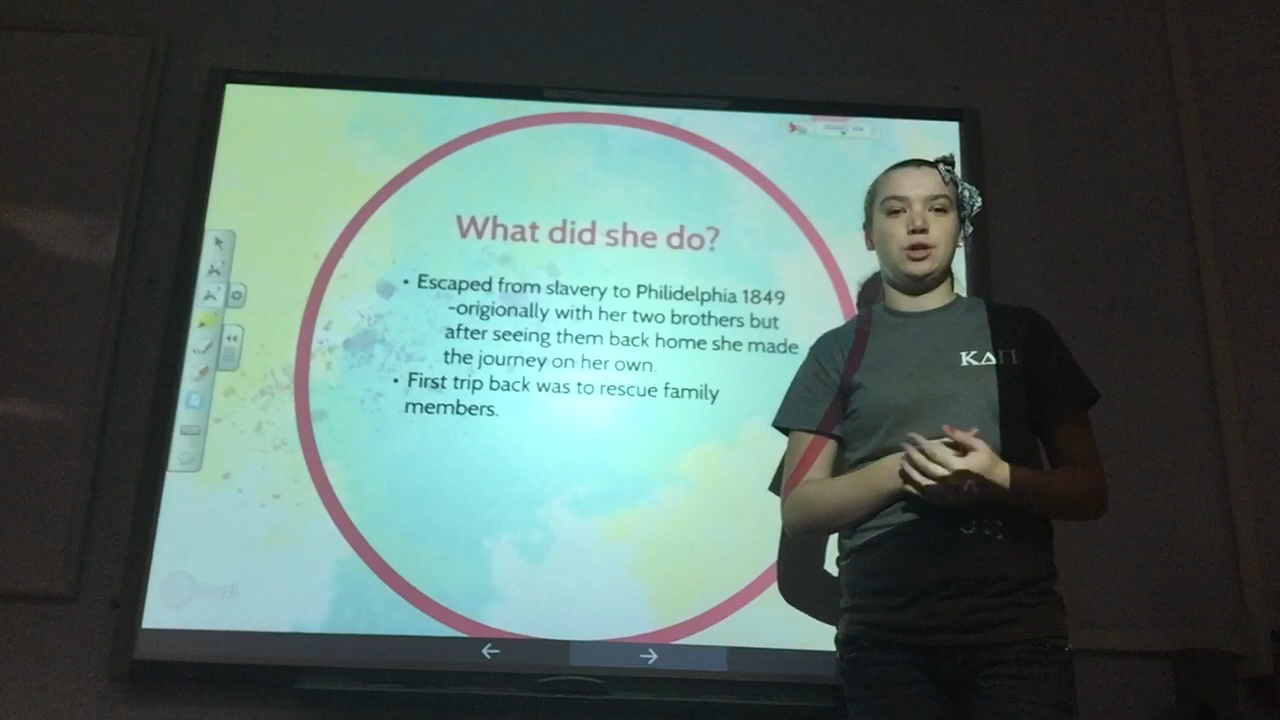 What did she do?
• Escaped from slavery to Philidelphia 1849
-origionally with her two brothers but
after seeing them back home she made
the journey on her own.
• First trip back was to rescue family
members.
ΚΔΠ